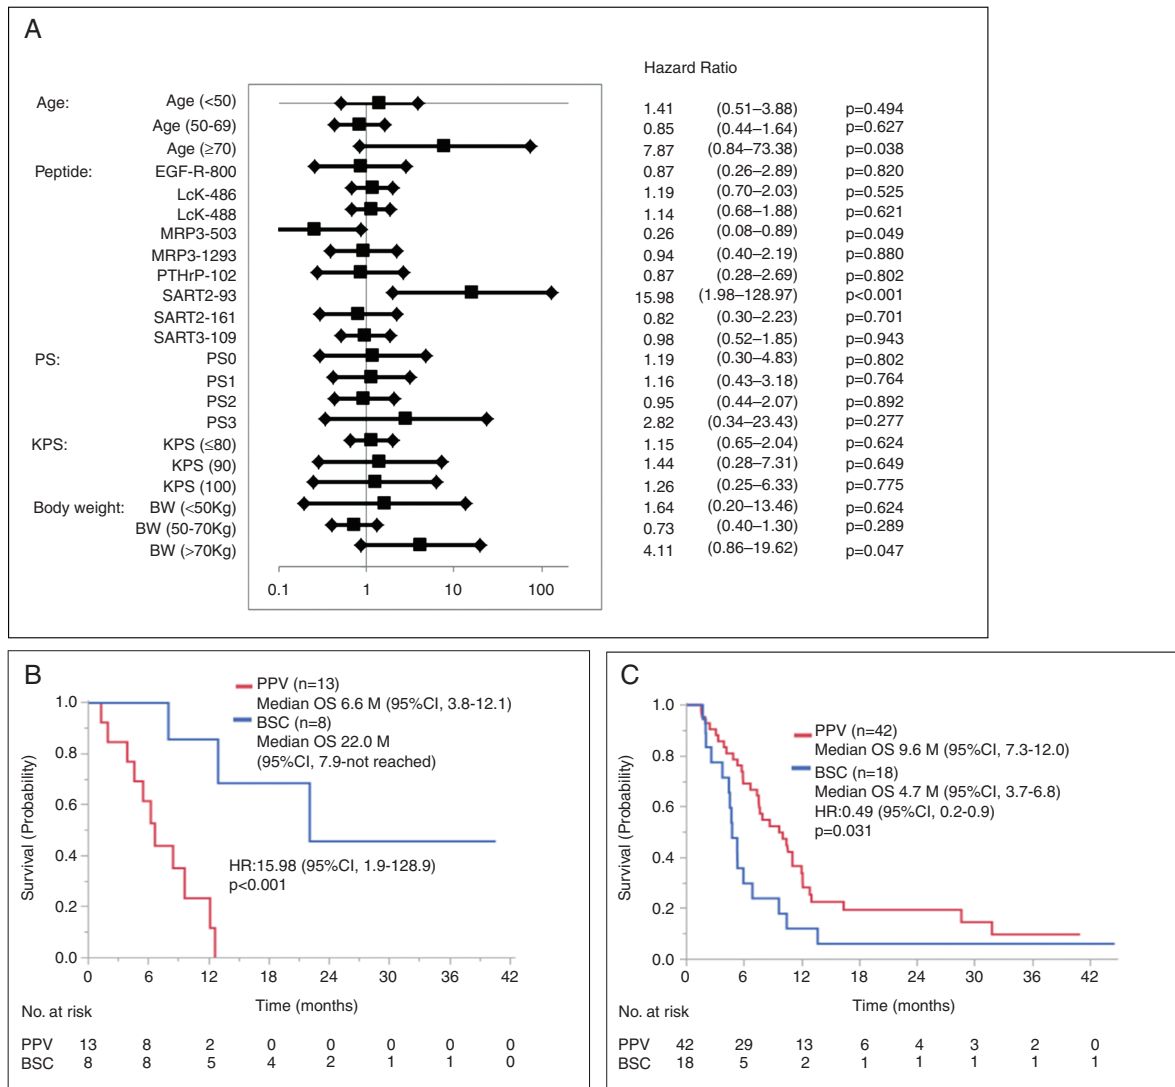 A
Hazard Ratio
Age: Age (<50) 1.41 (0.51–3.88) p=0.494
Age (50-69) 0.85 (0.44–1.64) p=0.627
Age (≥70) 7.87 (0.84–73.38) p=0.038
Peptide: EGF-R-800 0.87 (0.26–2.89) p=0.820
LcK-486 1.19 (0.70–2.03) p=0.525
LcK-488 1.14 (0.68–1.88) p=0.621
MRP3-503 0.26 (0.08–0.89) p=0.049
MRP3-1293 0.94 (0.40–2.19) p=0.880
PTHrP-102 0.87 (0.28–2.69) p=0.802
SART2-93 15.98 (1.98–128.97) p<0.001
SART2-161 0.82 (0.30–2.23) p=0.701
SART3-109 0.98 (0.52–1.85) p=0.943
PS: PS0 1.19 (0.30–4.83) p=0.802
PS1 1.16 (0.43–3.18) p=0.764
PS2 0.95 (0.44–2.07) p=0.892
PS3 2.82 (0.34–23.43) p=0.277
KPS: KPS (≤80) 1.15 (0.65–2.04) p=0.624
KPS (90) 1.44 (0.28–7.31) p=0.649
KPS (100) 1.26 (0.25–6.33) p=0.775
Body weight: BW (<50Kg) 1.64 (0.20–13.46) p=0.624
BW (50-70Kg) 0.73 (0.40–1.30) p=0.289
BW (>70Kg) 4.11 (0.86–19.62) p=0.047
0.1 1 10 100
B
PPV (n=13)
Median OS 6.6 M (95%CI, 3.8-12.1)
BSC (n=8)
Median OS 22.0 M
(95%CI, 7.9-not reached)
HR:15.98 (95%CI, 1.9-128.9)
p<0.001
Survival (Probability)
1.0
0.8
0.6
0.4
0.2
0.0
0 6 12 18 24 30 36 42
Time (months)
No. at risk
PPV 13 8 2 0 0 0 0 0
BSC 8 8 5 4 2 1 1 0
C
PPV (n=42)
Median OS 9.6 M (95%CI, 7.3-12.0)
BSC (n=18)
Median OS 4.7 M (95%CI, 3.7-6.8)
HR:0.49 (95%CI, 0.2-0.9)
p=0.031
Survival (Probability)
1.0
0.8
0.6
0.4
0.2
0.0
0 6 12 18 24 30 36 42
Time (months)
No. at risk
PPV 42 29 13 6 4 3 2 0
BSC 18 5 2 1 1 1 1 1